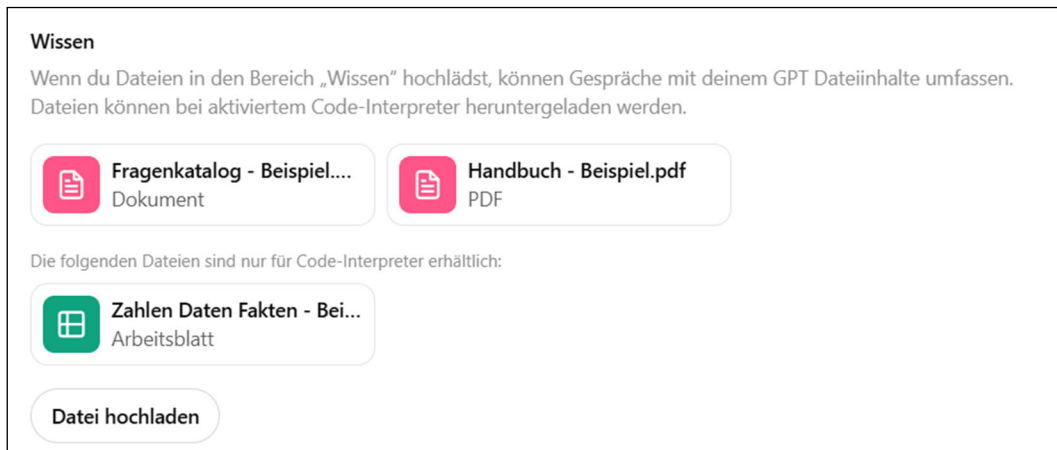 Wissen
Wenn du Dateien in den Bereich „Wissen“ hochlädst, können Gespräche mit deinem GPT Dateiinhalte umfassen.
Dateien können bei aktiviertem Code-Interpreter heruntergeladen werden.
Fragenkatalog - Beispiel....
Dokument
Handbuch - Beispiel.pdf
PDF
Die folgenden Dateien sind nur für Code-Interpreter erhältlich:
Zahlen Daten Fakten - Bei...
Arbeitsblatt
Datei hochladen